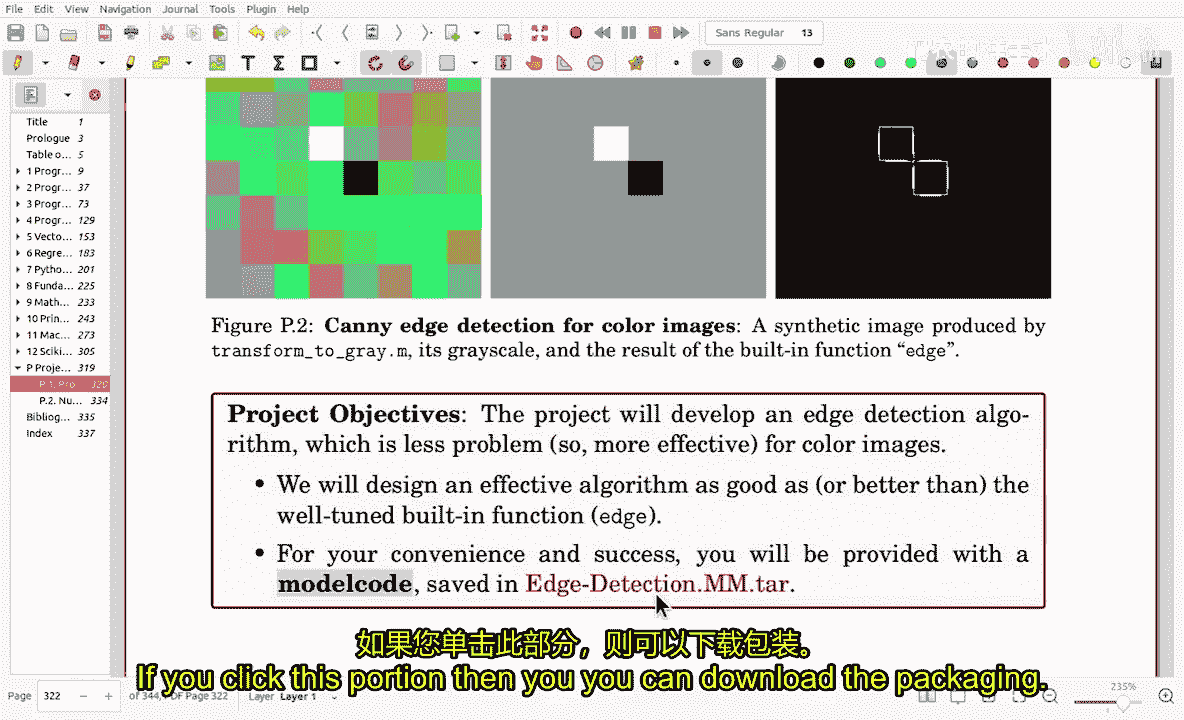 File Edit View Navigation Journal Tools Plugin Help
Sans Regular 13
Title 1
Prologue 3
Table o... 5
1 Progr... 9
2 Progr... 37
3 Progr... 73
4 Progr... 129
5 Vecto... 153
6 Regre... 183
7 Pytho... 201
8 Funda... 225
9 Math... 233
10 Prin... 243
11 Mac... 273
12 Sciki... 305
P Proje... 319
P.1. Pro... 320
P.2. Nu... 334
Bibliog... 335
Index 337
Figure P.2: Canny edge detection for color images: A synthetic image produced by
transform_to_gray.m, its grayscale, and the result of the built-in function “edge”.
Project Objectives: The project will develop an edge detection algo-
rithm, which is less problem (so, more effective) for color images.
• We will design an effective algorithm as good as (or better than) the
well-tuned built-in function (edge).
• For your convenience and success, you will be provided with a
modelcode, saved in Edge-Detection.MM.tar.
如果您单击此部分，则可以下载包装。
If you click this portion then you you can download the packaging.
Page 322 of 344, PDF Page 322 Layer Layer 1
235%